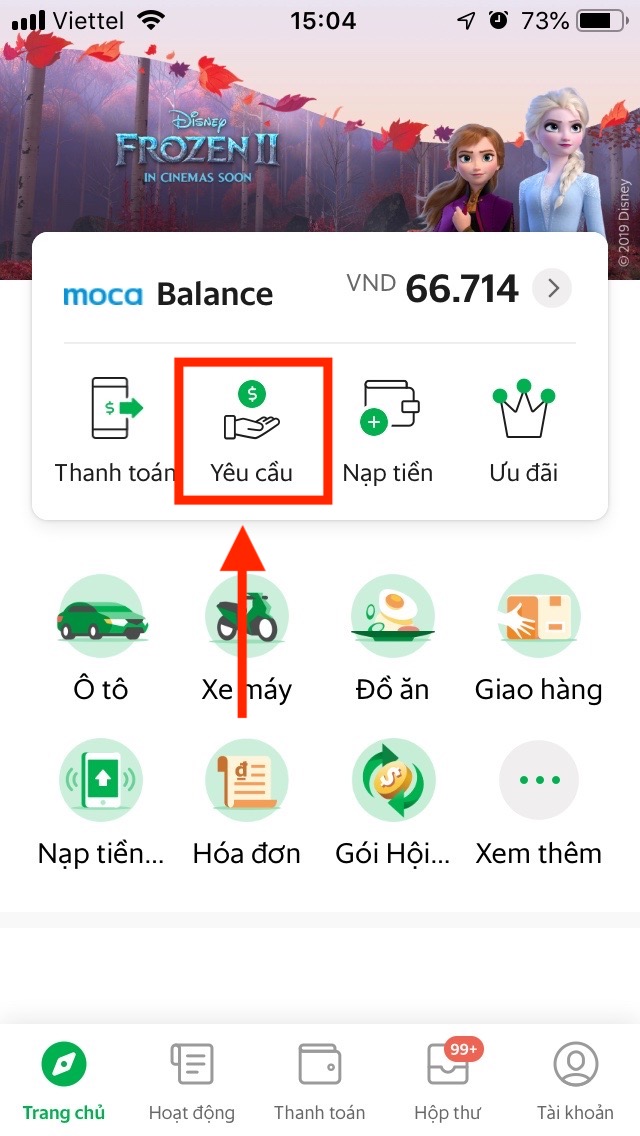 Viettel 15:04 73%
Disney
FROZEN II
IN CINEMAS SOON
© 2019 Disney
moca Balance VND 66.714
$ $
Thanh toán Yêu cầu Nạp tiền Ưu đãi
Ô tô Xe máy Đồ ăn Giao hàng
đ $
Nạp tiền... Hóa đơn Gói Hội... Xem thêm
99+
Trang chủ Hoạt động Thanh toán Hộp thư Tài khoản